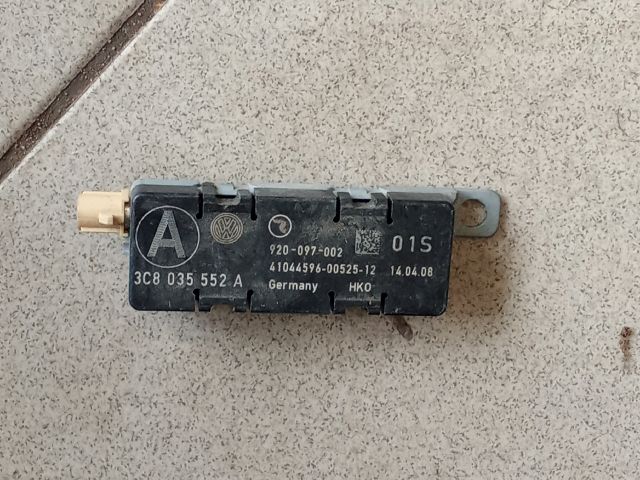 A
920-097-002
01S
3C8 035 552 A
41044596-00525-12
14.04.08
Germany
HKO